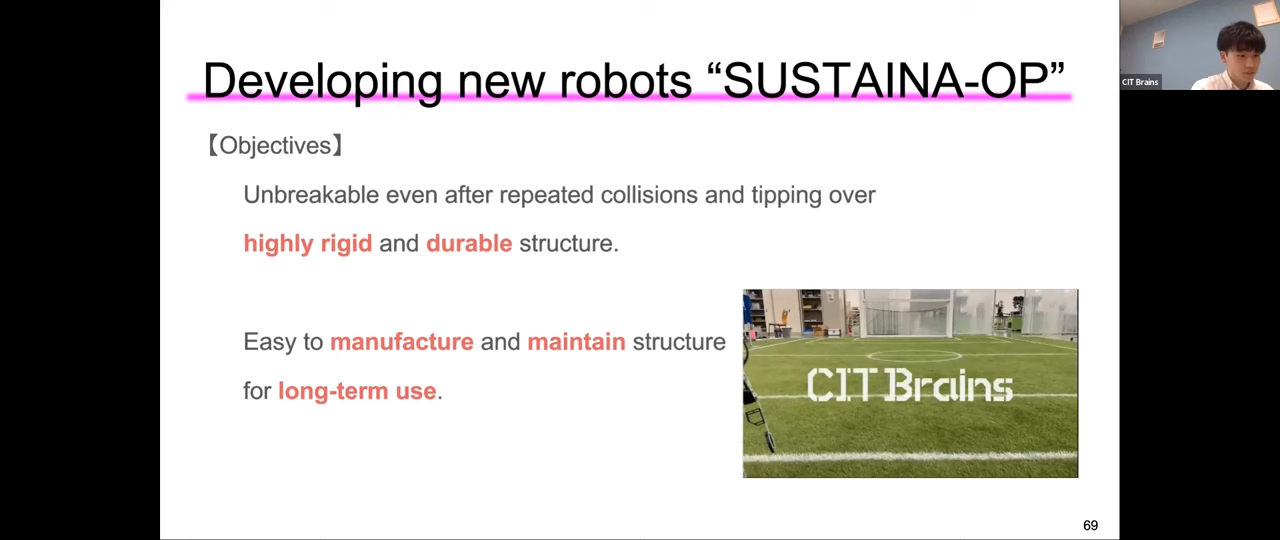 Developing new robots “SUSTAINA-OP”
【Objectives】
Unbreakable even after repeated collisions and tipping over
highly rigid and durable structure.
Easy to manufacture and maintain structure
for long-term use.
CIT Brains
69
CIT Brains